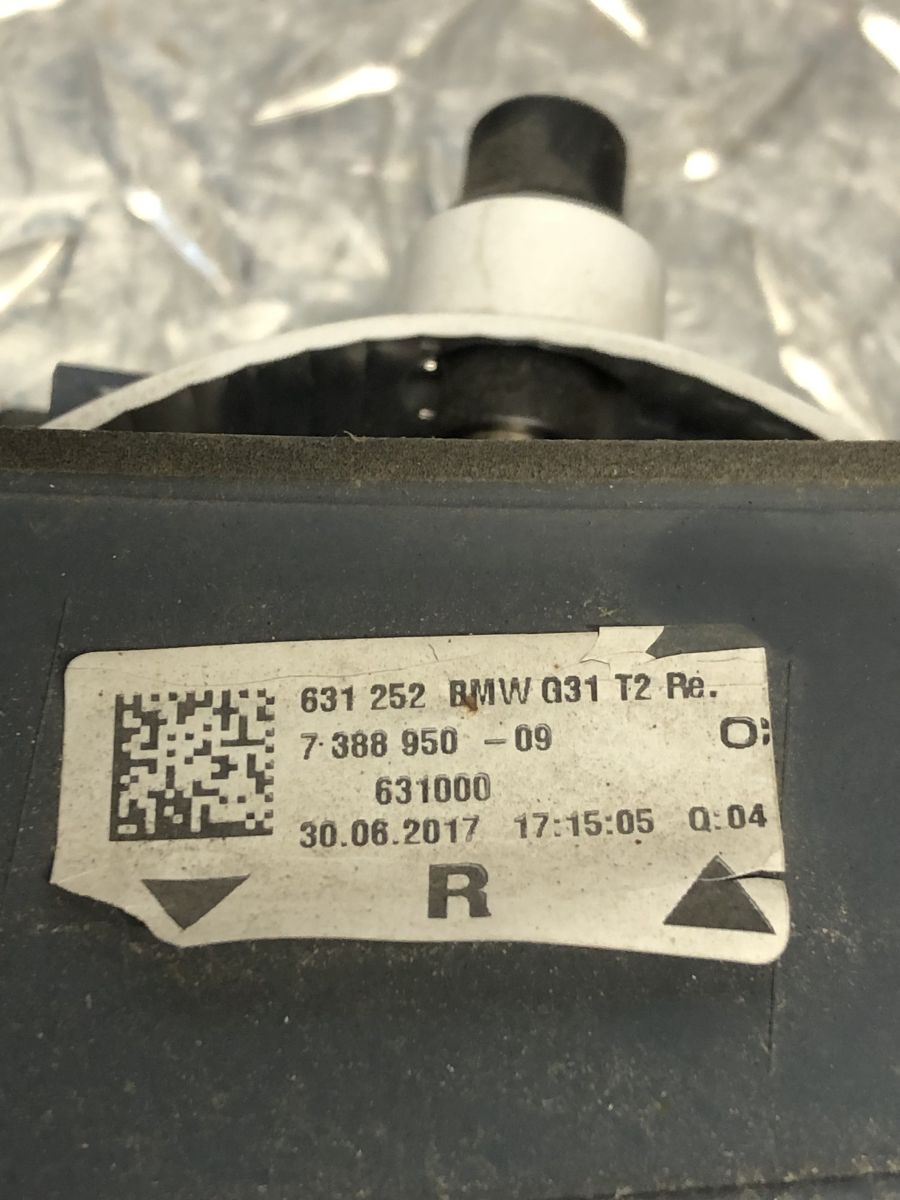 631 252 BMW G31 T2 Re.
7 388 950 -09
O:
631000
30.06.2017 17:15:05 Q:04
R